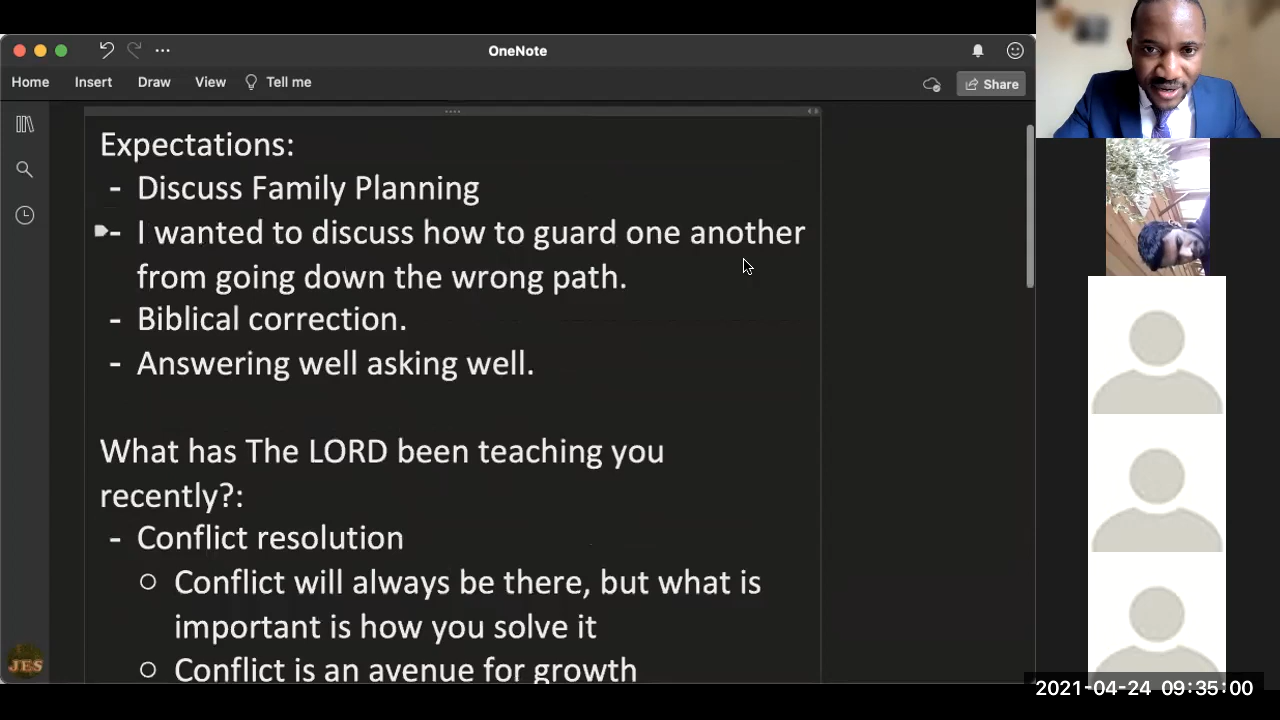 OneNote
Home Insert Draw View Tell me Share
Expectations:
- Discuss Family Planning
- I wanted to discuss how to guard one another
from going down the wrong path.
- Biblical correction.
- Answering well asking well.
What has The LORD been teaching you
recently?:
- Conflict resolution
○ Conflict will always be there, but what is
important is how you solve it
○ Conflict is an avenue for growth
JES
2021-04-24 09:35:00